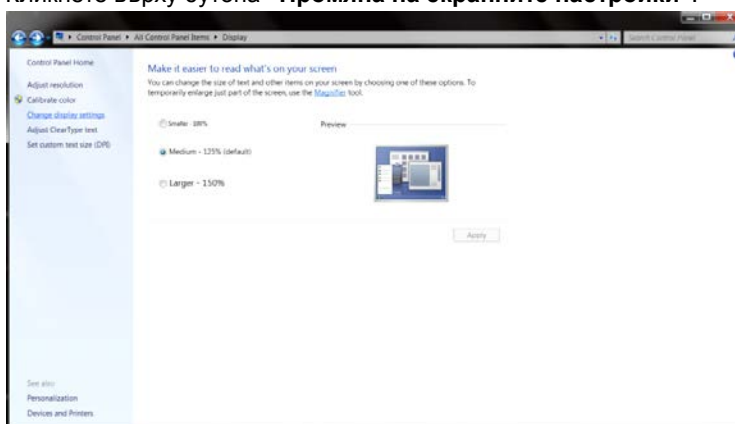 Кликнете върху бутона "Промяна на екранните настройки".
Control Panel ▸ All Control Panel Items ▸ Display
Search Control Panel
Control Panel Home
Adjust resolution
Calibrate color
Change display settings
Adjust ClearType text
Set custom text size (DPI)
Make it easier to read what's on your screen
You can change the size of text and other items on your screen by choosing one of these options. To
temporarily enlarge just part of the screen, use the Magnifier tool.
Smaller - 100%
Preview
Medium - 125% (default)
Larger - 150%
Apply
See also
Personalization
Devices and Printers